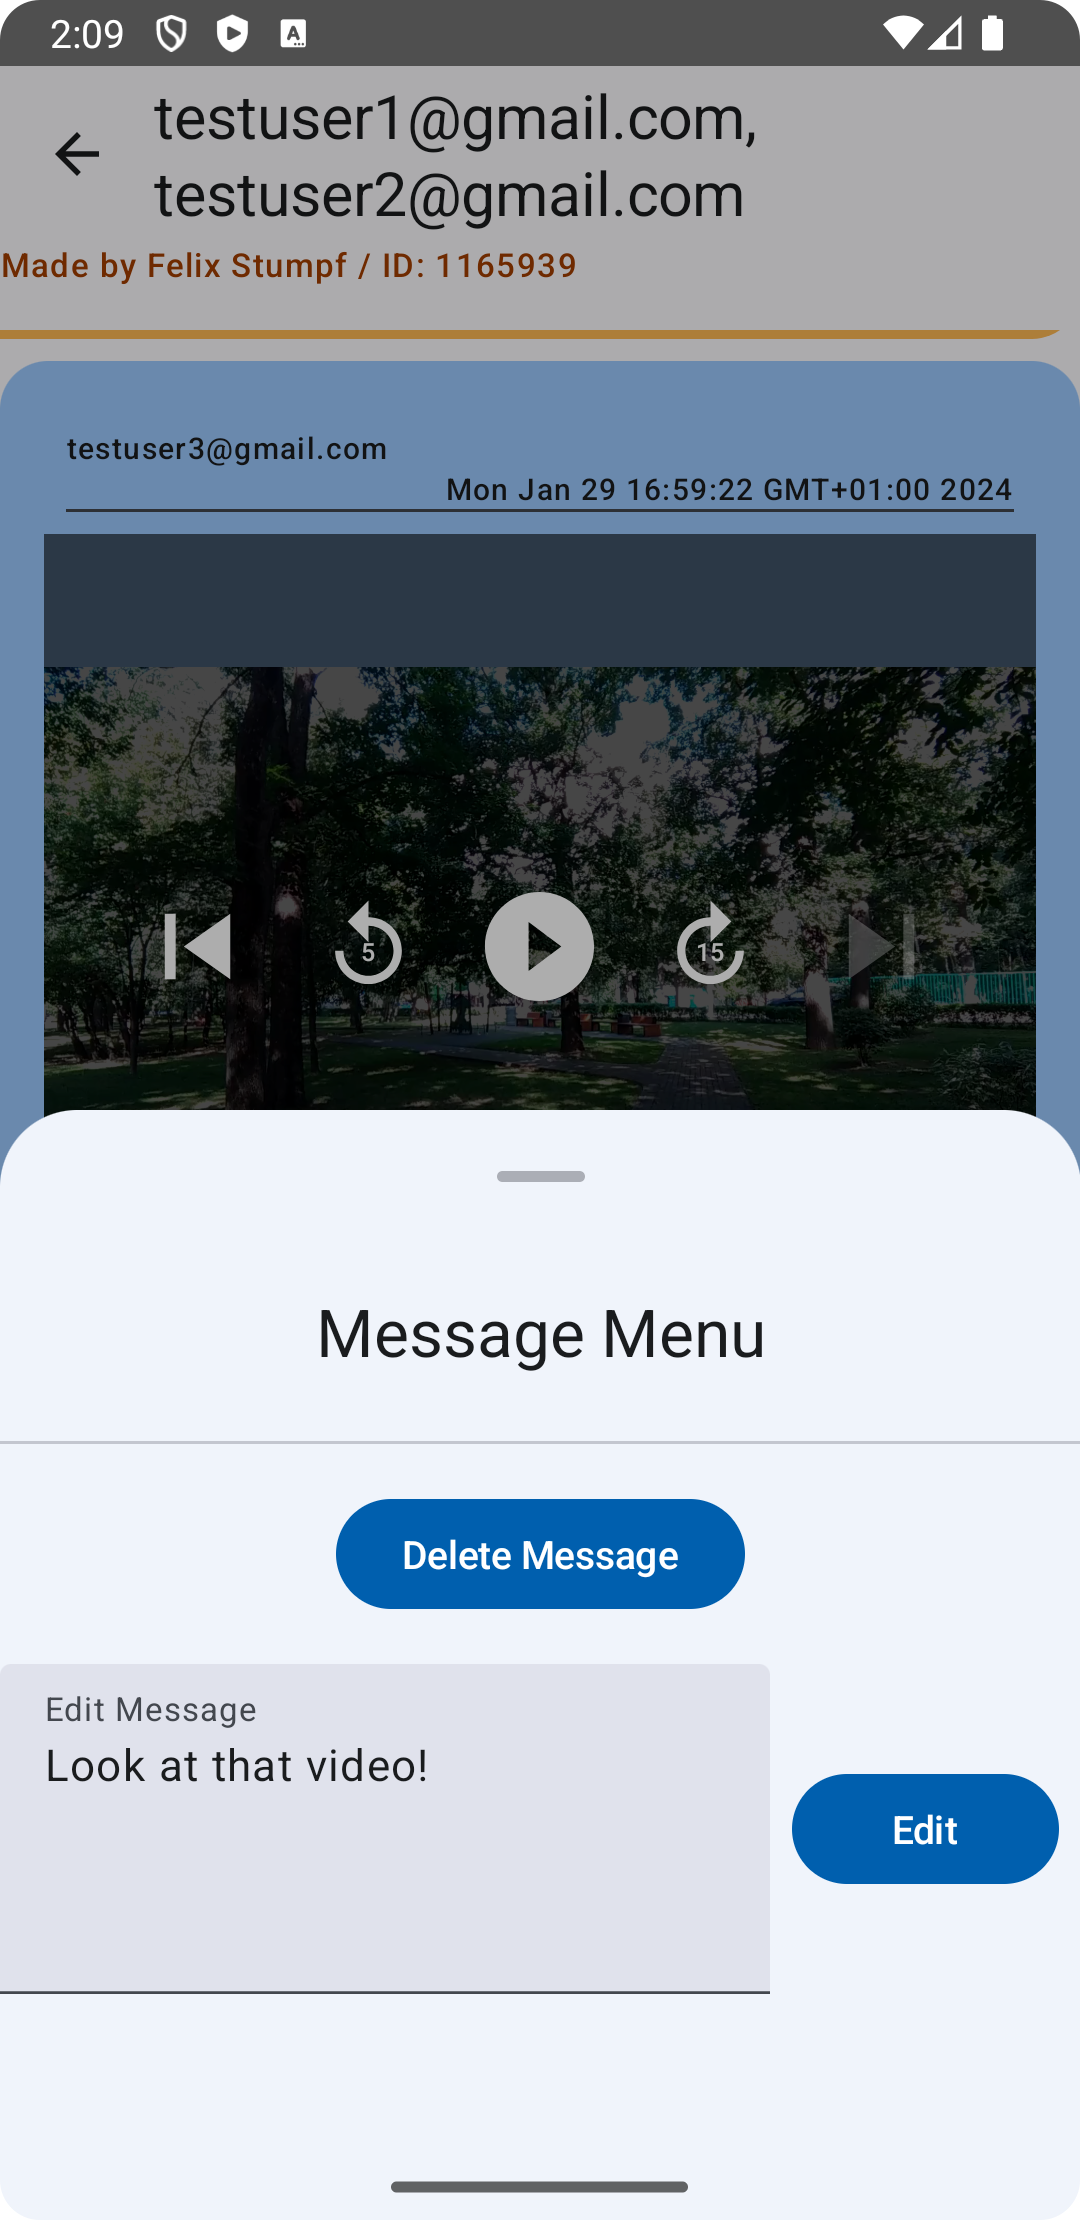 2:09
testuser1@gmail.com,
testuser2@gmail.com
Made by Felix Stumpf / ID: 1165939
testuser3@gmail.com
Mon Jan 29 16:59:22 GMT+01:00 2024
5
15
Message Menu
Delete Message
Edit Message
Look at that video!
Edit